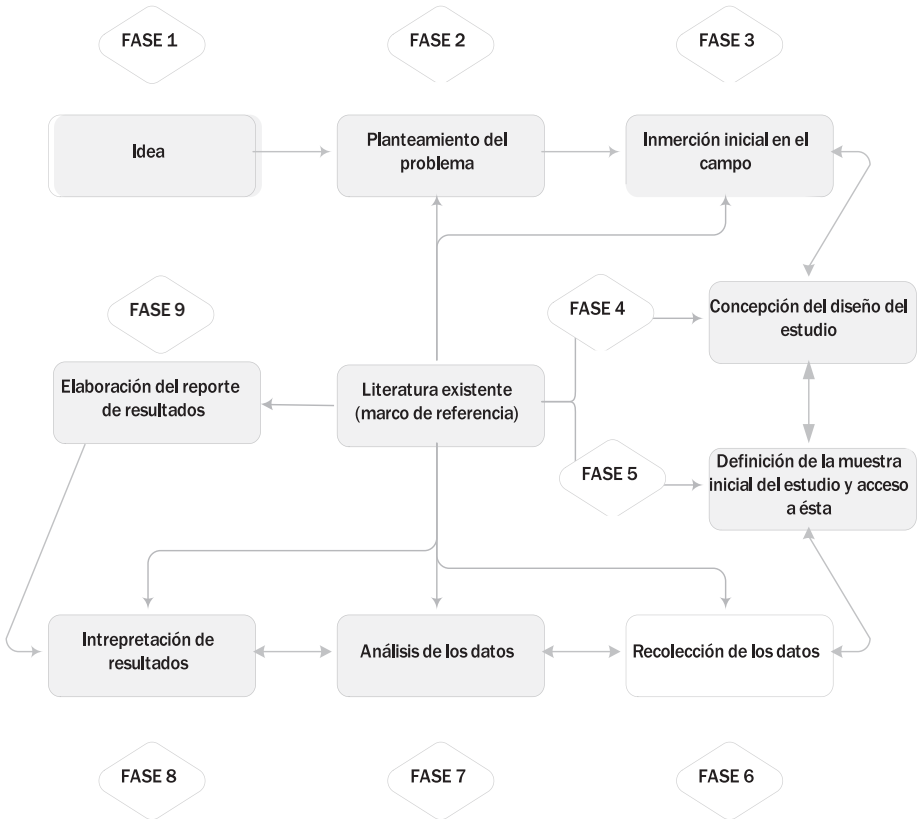 FASE 1
FASE 2
FASE 3
Idea
Planteamiento del
problema
Inmerción inicial en el
campo
FASE 9
FASE 4
Concepción del diseño del
estudio
Elaboración del reporte
de resultados
Literatura existente
(marco de referencia)
FASE 5
Definición de la muestra
inicial del estudio y acceso
a ésta
Intrepretación de
resultados
Análisis de los datos
Recolección de los datos
FASE 8
FASE 7
FASE 6